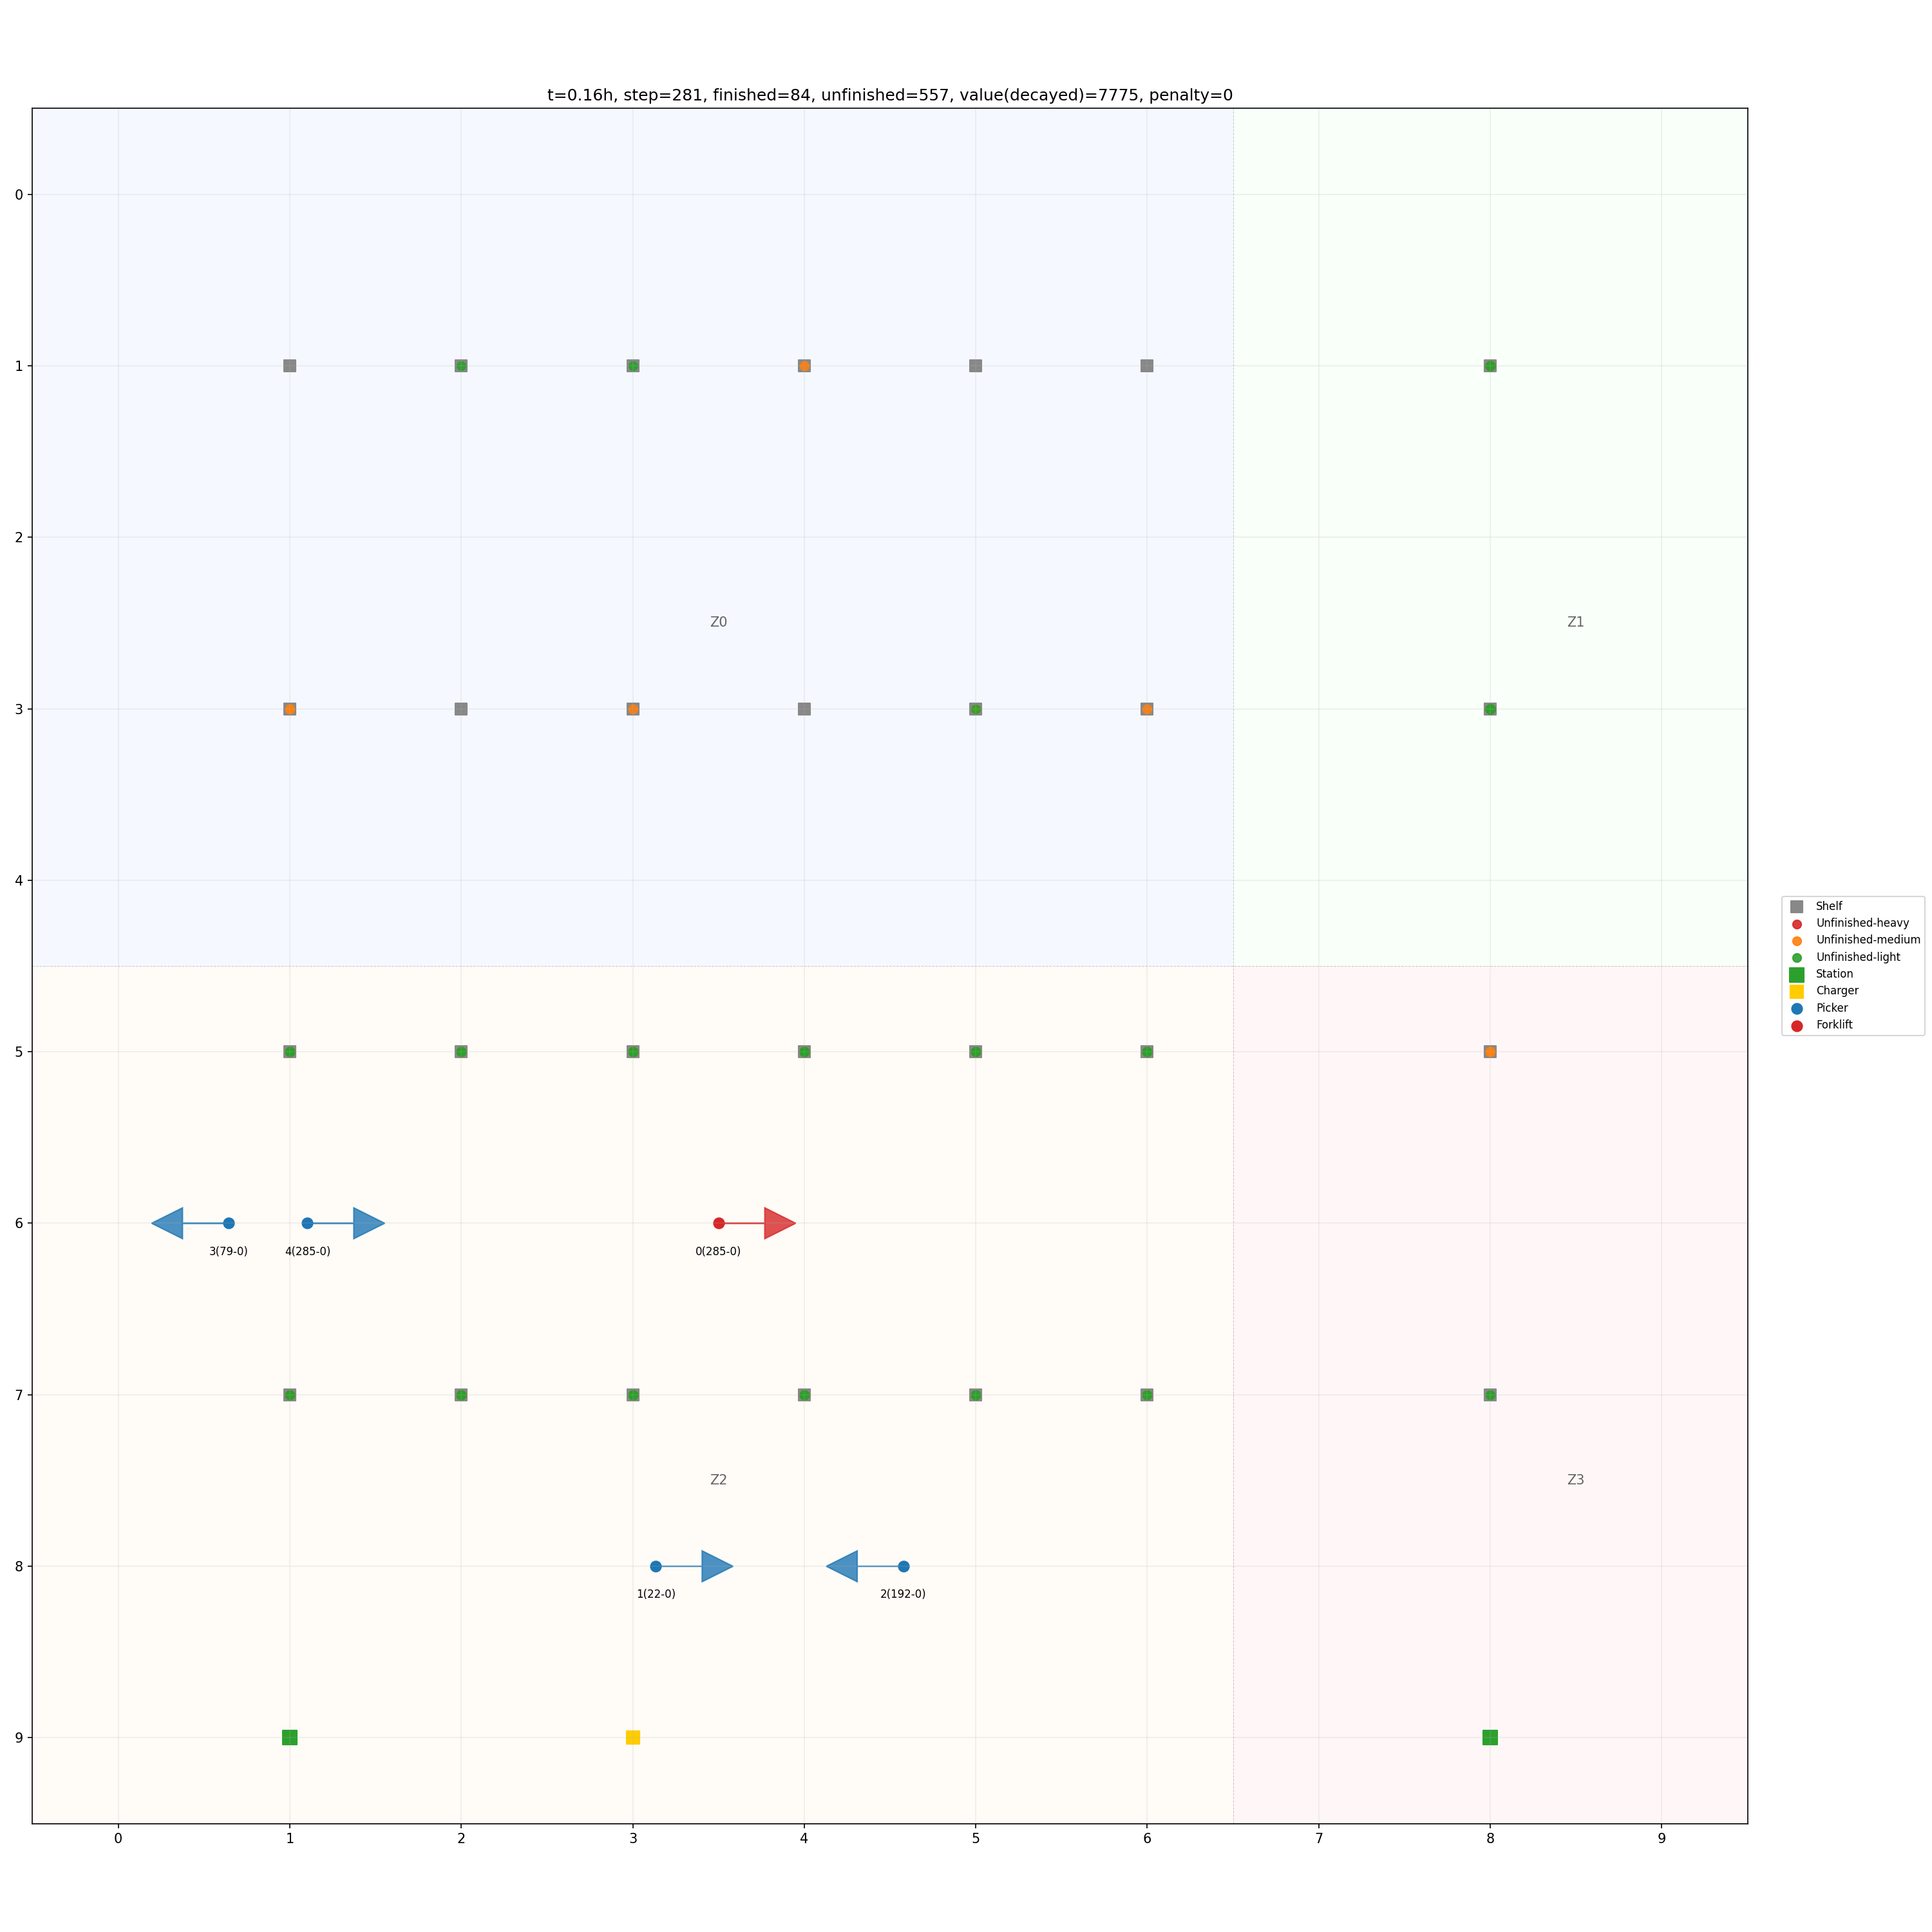 t=0.16h, step=281, finished=84, unfinished=557, value(decayed)=7775, penalty=0
0
1
2
Z0
Z1
3
4
Shelf
Unfinished-heavy
Unfinished-medium
Unfinished-light
Station
Charger
Picker
Forklift
5
6
3(79-0)
4(285-0)
0(285-0)
7
Z2
Z3
8
1(22-0)
2(192-0)
9
0 1 2 3 4 5 6 7 8 9